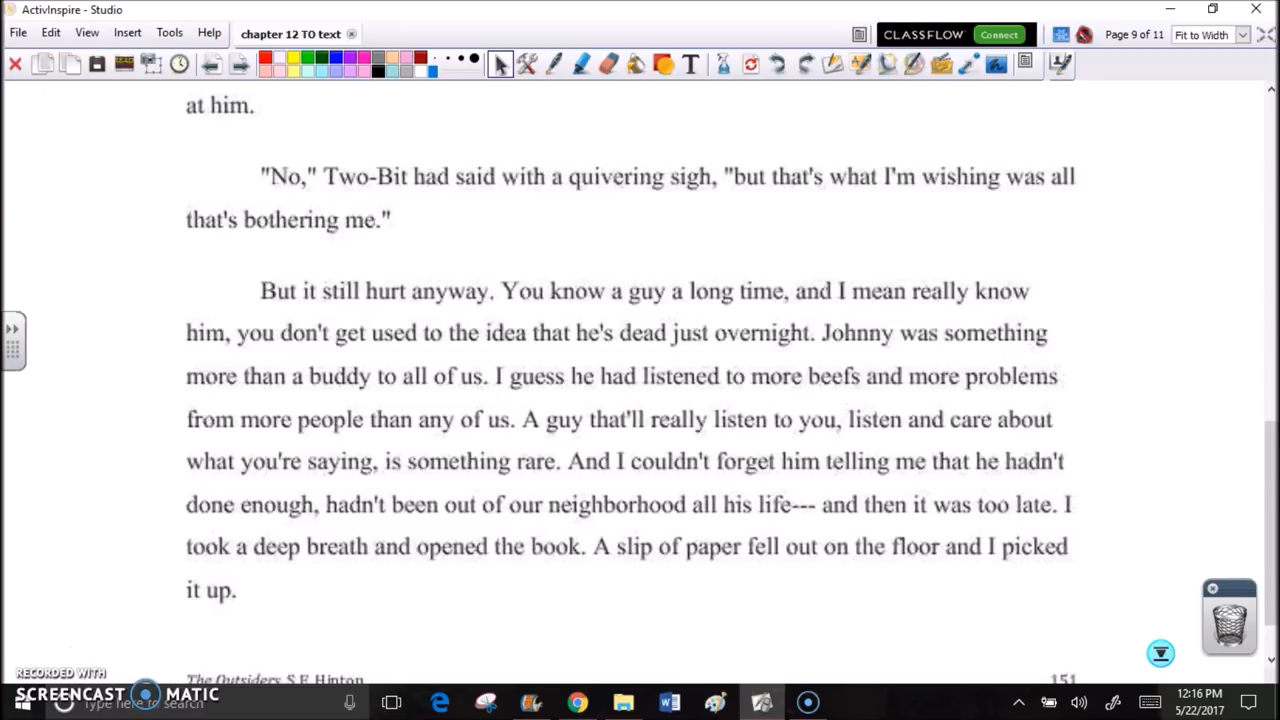 ActivInspire - Studio
File Edit View Insert Tools Help chapter 12 TO text CLASSFLOW Connect Page 9 of 11 Fit to Width
at him.
"No," Two-Bit had said with a quivering sigh, "but that's what I'm wishing was all
that's bothering me."
But it still hurt anyway. You know a guy a long time, and I mean really know
him, you don't get used to the idea that he's dead just overnight. Johnny was something
more than a buddy to all of us. I guess he had listened to more beefs and more problems
from more people than any of us. A guy that'll really listen to you, listen and care about
what you're saying, is something rare. And I couldn't forget him telling me that he hadn't
done enough, hadn't been out of our neighborhood all his life--- and then it was too late. I
took a deep breath and opened the book. A slip of paper fell out on the floor and I picked
it up.
The Outsiders S.E Hinton 151
RECORDED WITH
SCREENCAST MATIC
Type here to search
12:16 PM
5/22/2017